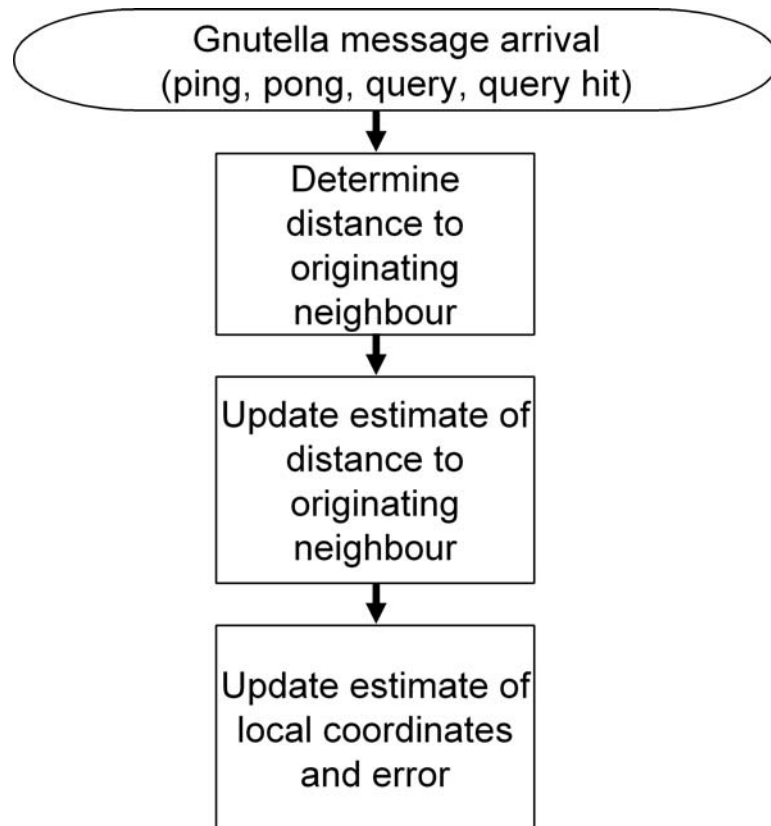 Gnutella message arrival
(ping, pong, query, query hit)
Determine
distance to
originating
neighbour
Update estimate of
distance to
originating
neighbour
Update estimate of
local coordinates
and error